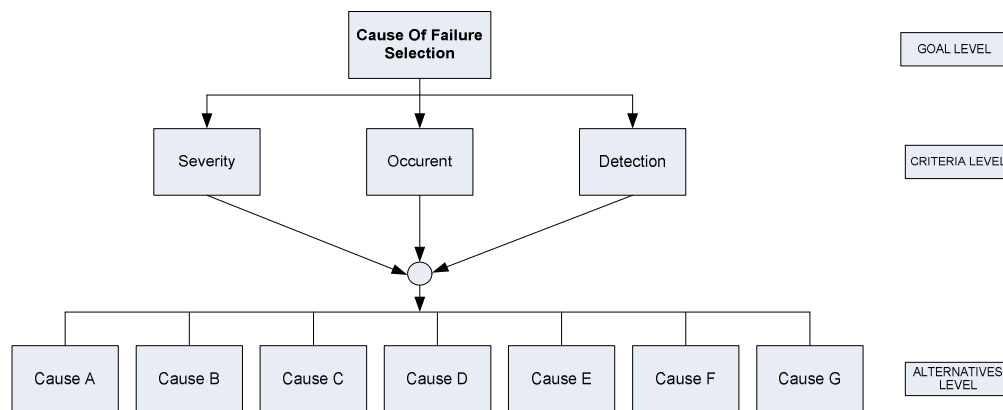 Cause Of Failure
Selection
GOAL LEVEL
Severity
Occurent
Detection
CRITERIA LEVEL
Cause A
Cause B
Cause C
Cause D
Cause E
Cause F
Cause G
ALTERNATIVES
LEVEL